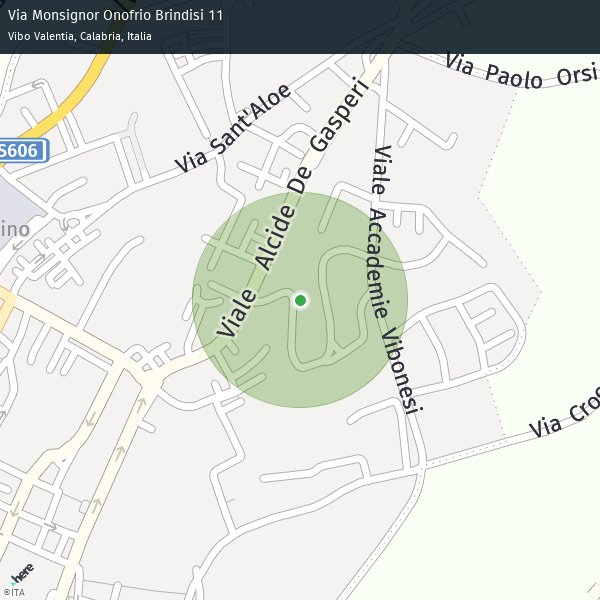 Via Monsignor Onofrio Brindisi 11
Vibo Valentia, Calabria, Italia
Via Paolo Orsi
Via Sant'Aloe
Viale Alcide De Gasperi
Viale Accademie Vibonesi
S606
ino
Via Cros
here
©ITA